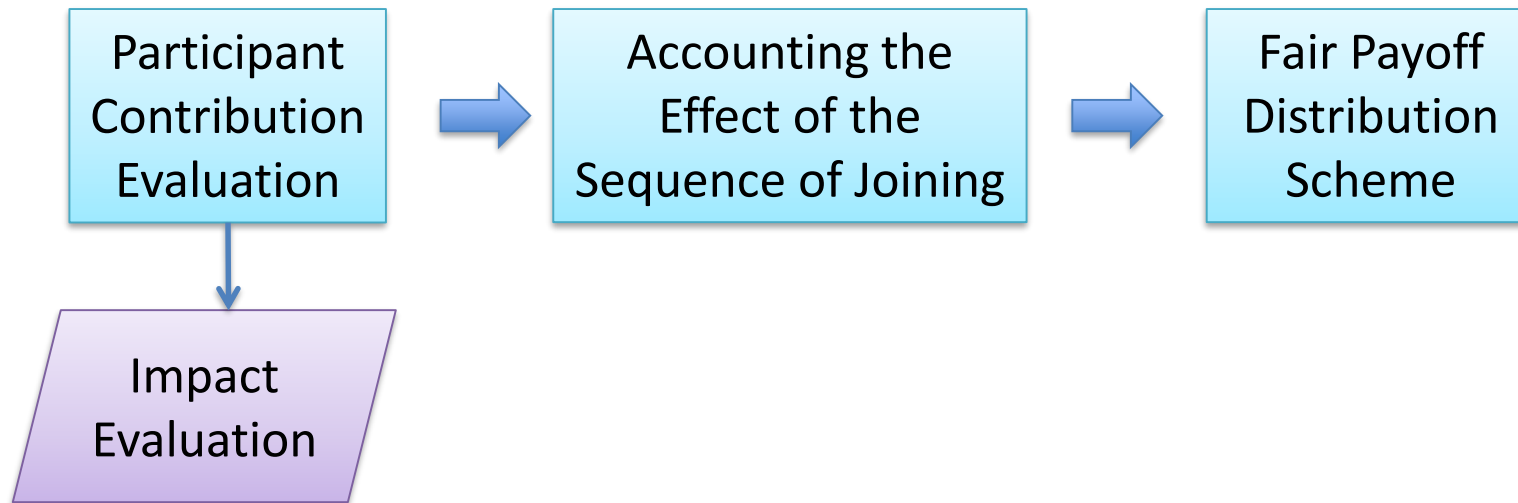 Participant
Contribution
Evaluation
Accounting the
Effect of the
Sequence of Joining
Fair Payoff
Distribution
Scheme
Impact
Evaluation